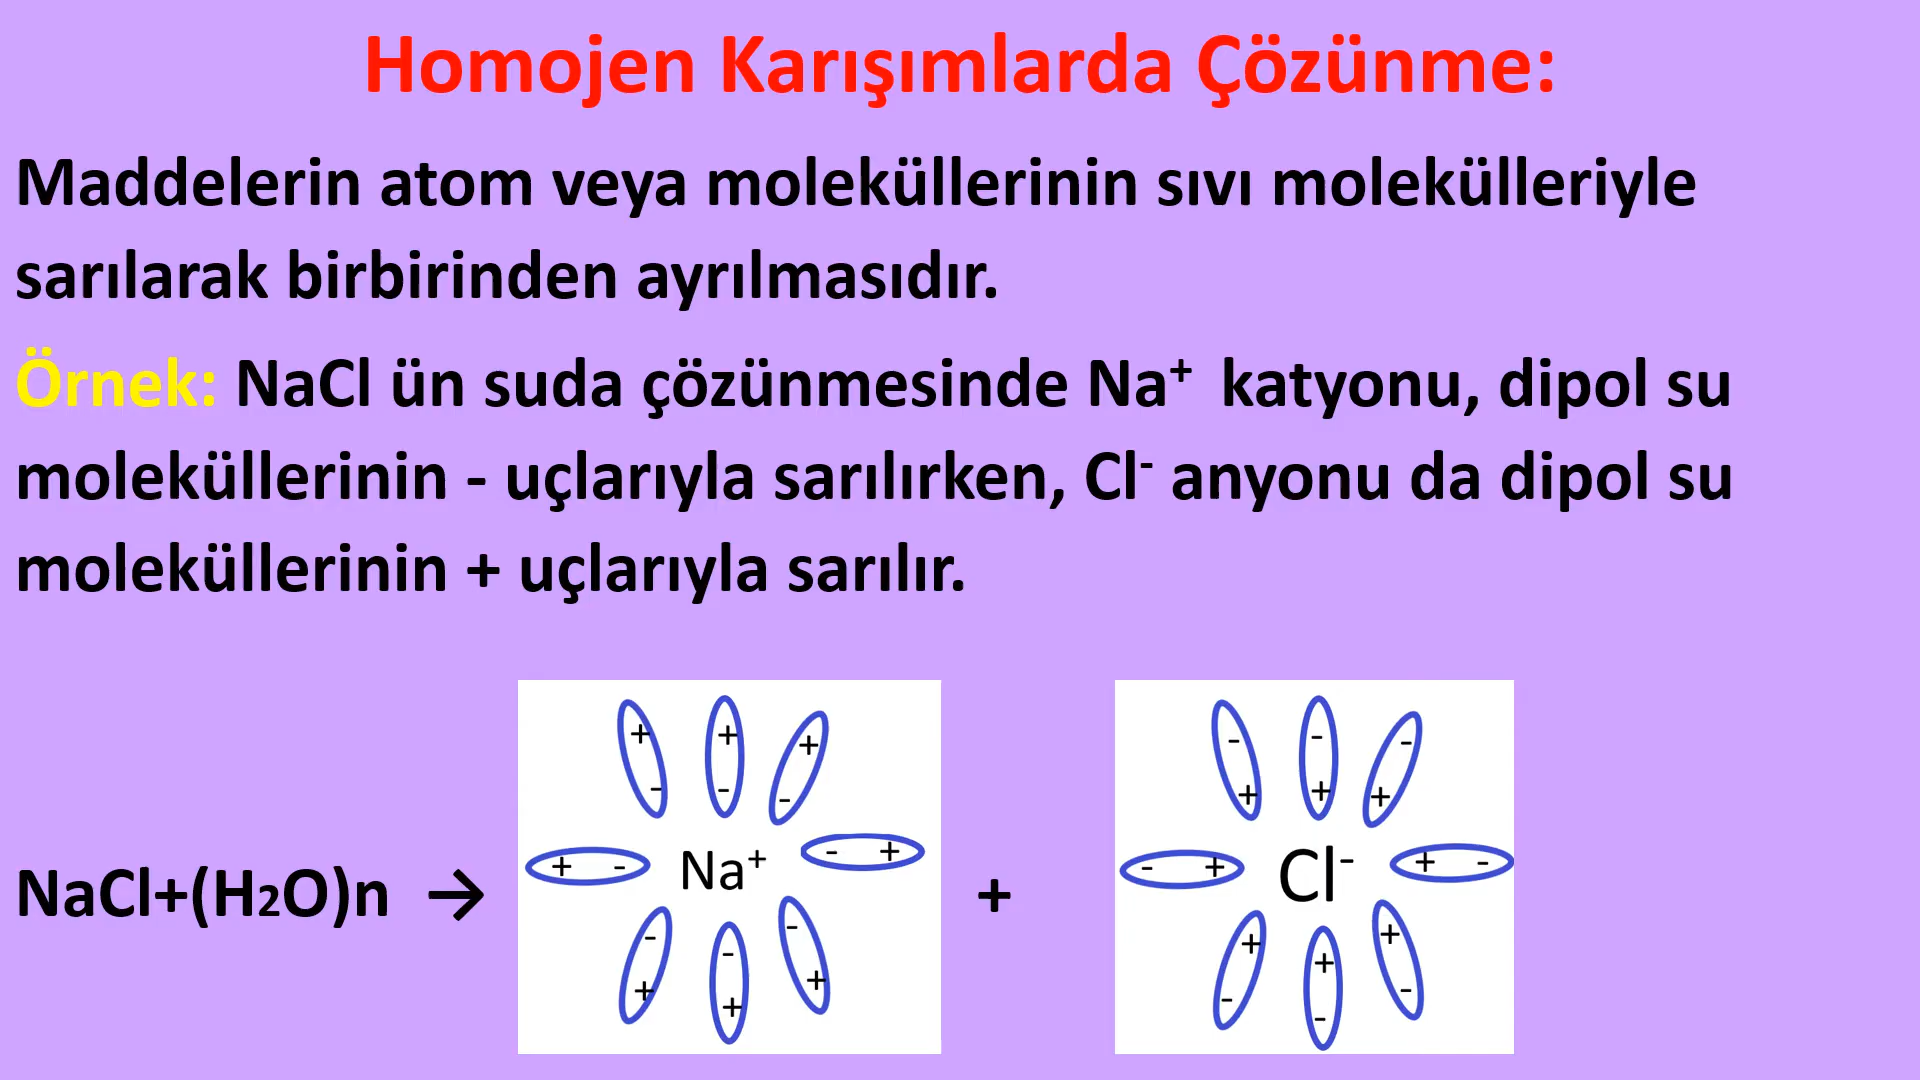 Homojen Karışımlarda Çözünme:
Maddelerin atom veya moleküllerinin sıvı molekülleriyle
sarılarak birbirinden ayrılmasıdır.
Örnek: NaCl ün suda çözünmesinde Na⁺ katyonu, dipol su
moleküllerinin - uçlarıyla sarılırken, Cl⁻ anyonu da dipol su
moleküllerinin + uçlarıyla sarılır.
+ + + - + -
- - - + + +
+ - Na⁺ - + - + Cl⁻ + -
NaCl+(H₂O)n → +
- - - + + +
+ + + - - -